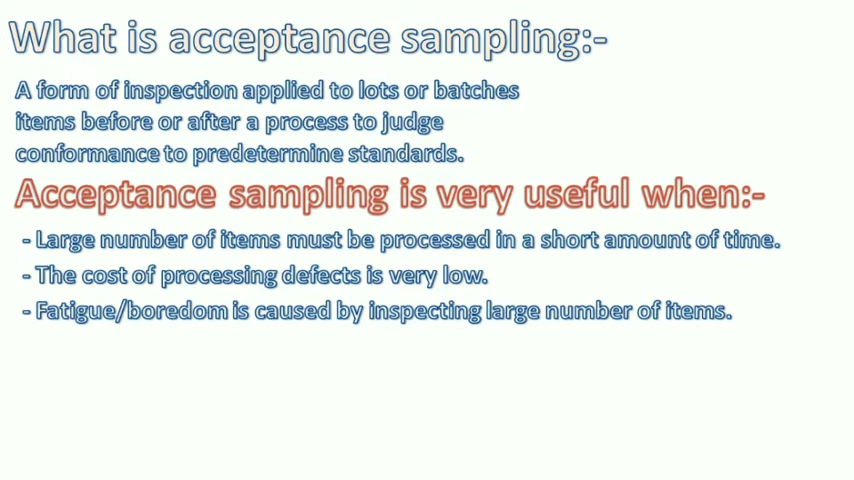 What is acceptance sampling:-
A form of inspection applied to lots or batches
items before or after a process to judge
conformance to predetermine standards.
Acceptance sampling is very useful when:-
- Large number of items must be processed in a short amount of time.
- The cost of processing defects is very low.
- Fatigue/boredom is caused by inspecting large number of items.